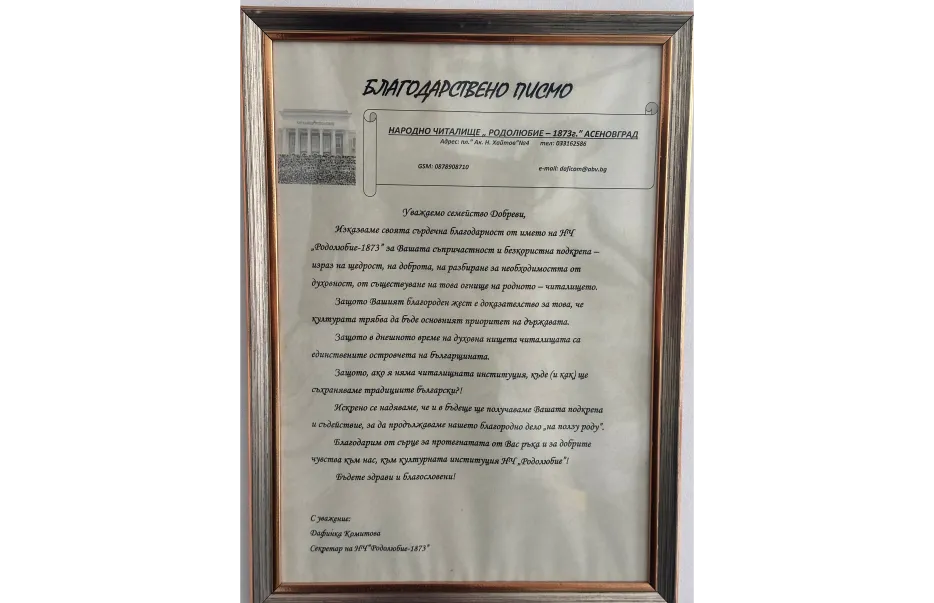 БЛАГОДАРСТВЕНО ПИСМО
НАРОДНО ЧИТАЛИЩЕ „ РОДОЛЮБИЕ – 1873г.“ АСЕНОВГРАД
Адрес: пл.“ Ак. Н. Хайтов“№4 тел: 033162586
GSM: 0878908710 e-mail: daficom@abv.bg
Уважаемо семейство Добреви,
Изказваме своята сърдечна благодарност от името на НЧ
„Родолюбие-1873“ за Вашата съпричастност и безкористна подкрепа –
израз на щедрост, на доброта, на разбиране за необходимостта от
духовност, от съществуване на това огнище на родното – читалището.
Защото Вашият благороден жест е доказателство за това, че
културата трябва да бъде основният приоритет на държавата.
Защото в днешното време на духовна нищета читалищата са
единствените островчета на българщината.
Защото, ако я няма читалищната институция, къде (и как) ще
съхраняваме традициите български?!
Искрено се надяваме, че и в бъдеще ще получаваме Вашата подкрепа
и съдействие, за да продължаваме нашето благородно дело „на ползу роду“.
Благодарим от сърце за протегнатата от Вас ръка и за добрите
чувства към нас, към културната институция НЧ „Родолюбие“!
Бъдете здрави и благословени!
С уважение:
Дафинка Комитова
Секретар на НЧ“Родолюбие-1873“